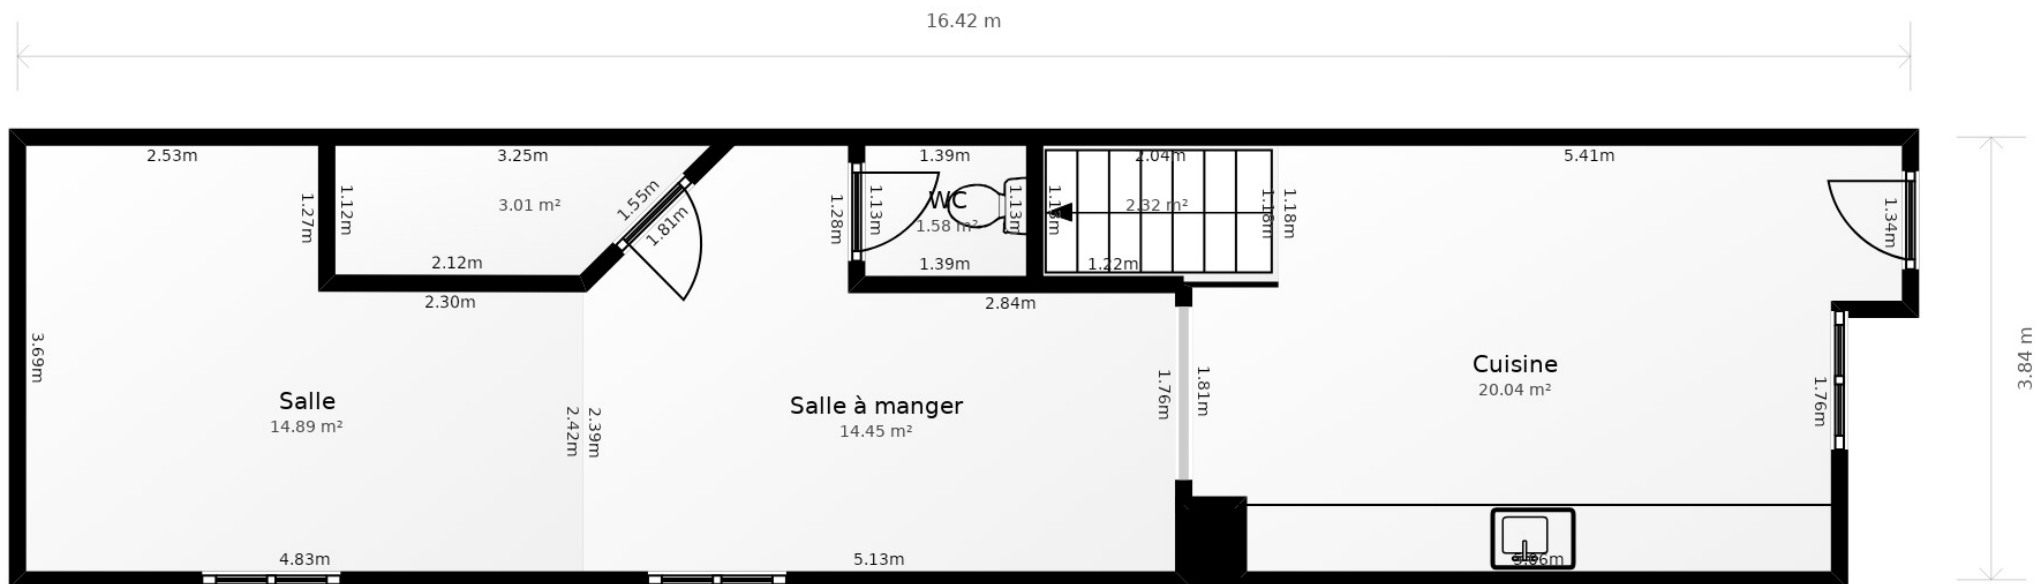 16.42 m
2.53m
3.25m
1.39m
2.04m
5.41m
1.27m
1.12m
3.01 m²
1.55m
1.81m
1.28m
1.13m
WC
1.58 m²
1.13m
2.32 m²
1.18m
1.18m
1.34m
2.12m
1.39m
1.22m
2.30m
2.84m
3.69m
Salle
14.89 m²
2.42m
2.39m
Salle à manger
14.45 m²
1.76m
1.81m
Cuisine
20.04 m²
1.76m
3.84 m
4.83m
5.13m